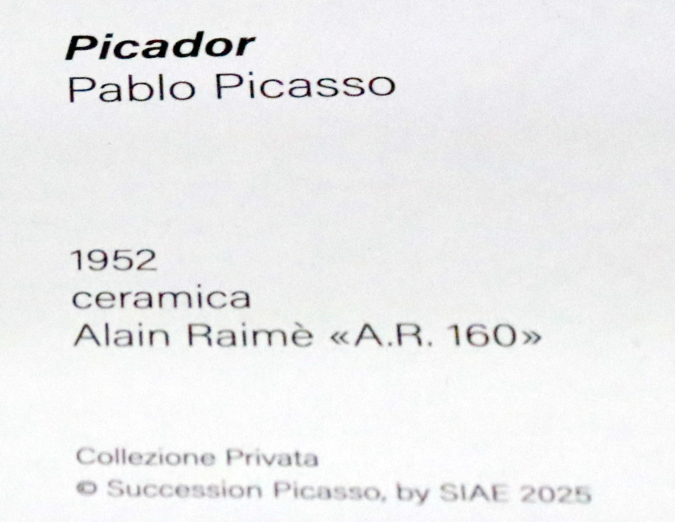 Picador
Pablo Picasso
1952
ceramica
Alain Raimè «A.R. 160»
Collezione Privata
© Succession Picasso, by SIAE 2025